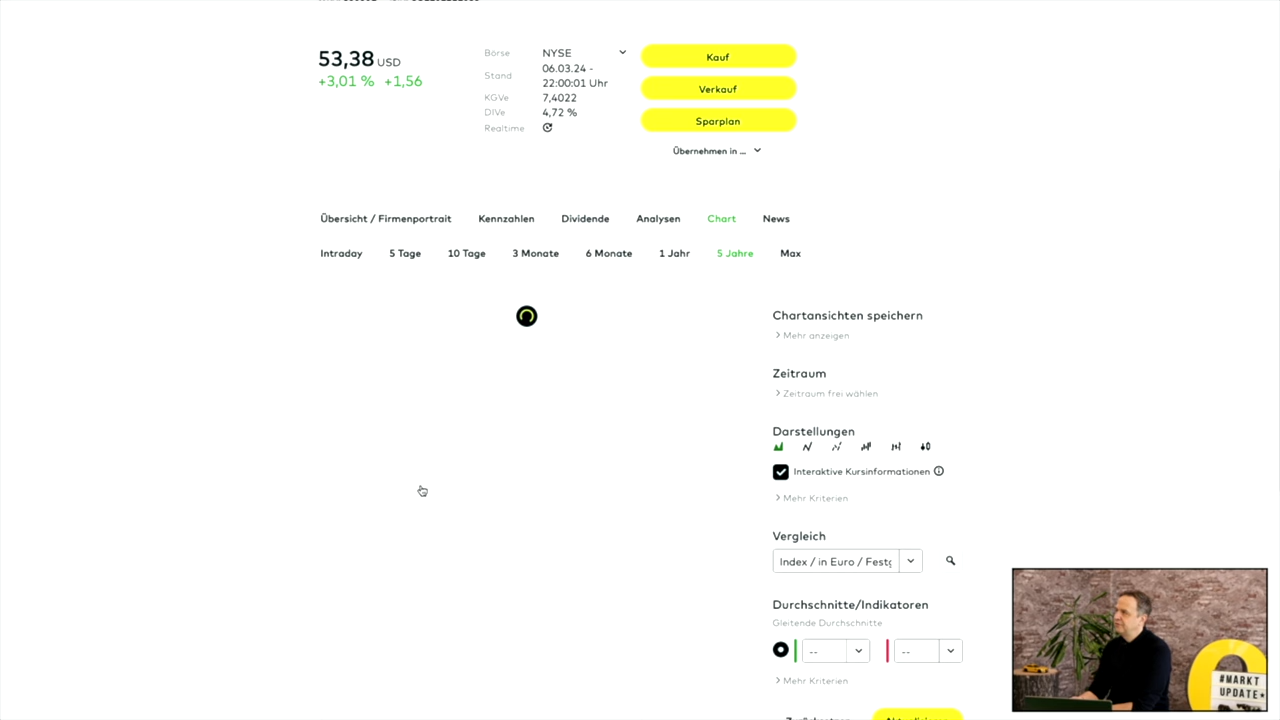 53,38 USD
+3,01 % +1,56
Börse NYSE
Stand 06.03.24 -
22:00:01 Uhr
KGVe 7,4022
DIVe 4,72 %
Realtime
Kauf
Verkauf
Sparplan
Übernehmen in ...
Übersicht / Firmenportrait Kennzahlen Dividende Analysen Chart News
Intraday 5 Tage 10 Tage 3 Monate 6 Monate 1 Jahr 5 Jahre Max
Chartansichten speichern
Mehr anzeigen
Zeitraum
Zeitraum frei wählen
Darstellungen
Interaktive Kursinformationen
Mehr Kriterien
Vergleich
Index / in Euro / Festg
Durchschnitte/Indikatoren
Gleitende Durchschnitte
-- --
Mehr Kriterien
#MARKT
UPDATE